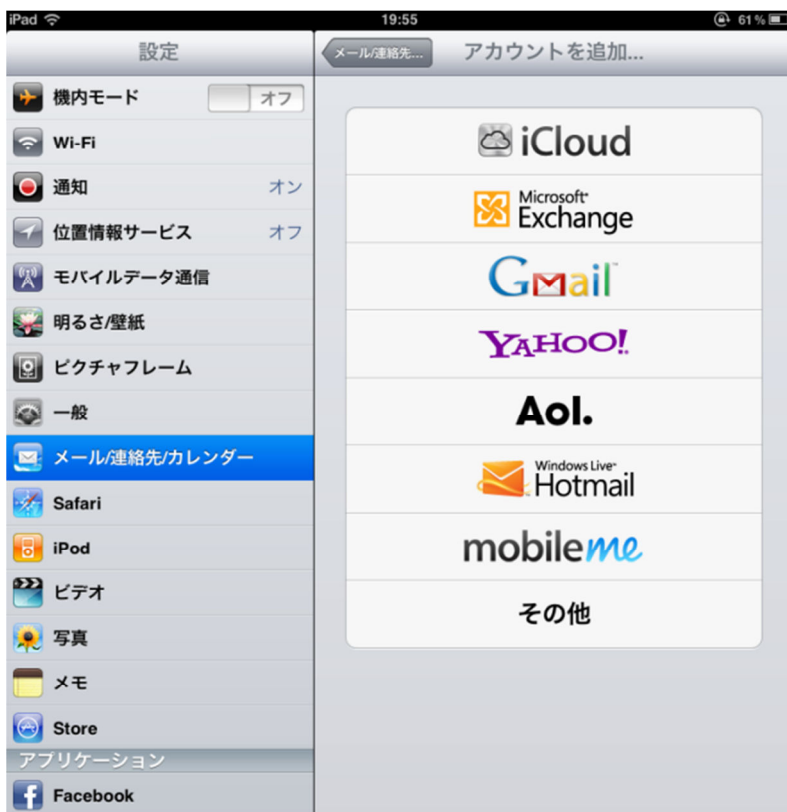 iPad 19:55 61%
設定
機内モード オフ
Wi-Fi
通知 オン
位置情報サービス オフ
モバイルデータ通信
明るさ/壁紙
ピクチャフレーム
一般
メール/連絡先/カレンダー
Safari
iPod
ビデオ
写真
メモ
Store
アプリケーション
Facebook
メール/連絡先... アカウントを追加...
iCloud
Microsoft
Exchange
Gmail
YAHOO!
Aol.
Windows Live
Hotmail
mobileme
その他